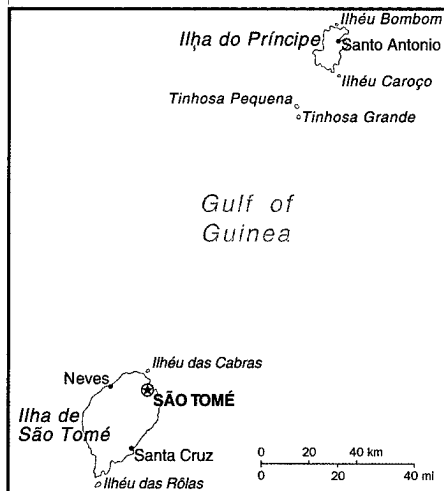 Ilhéu Bombom
Ilha do Príncipe
Santo Antonio
Ilhéu Caroço
Tinhosa Pequena
Tinhosa Grande
Gulf of
Guinea
Ilhéu das Cabras
Neves
SÃO TOMÉ
Ilha de
São Tomé
Santa Cruz
Ilhéu das Rôlas
0 20 40 km
0 20 40 mi